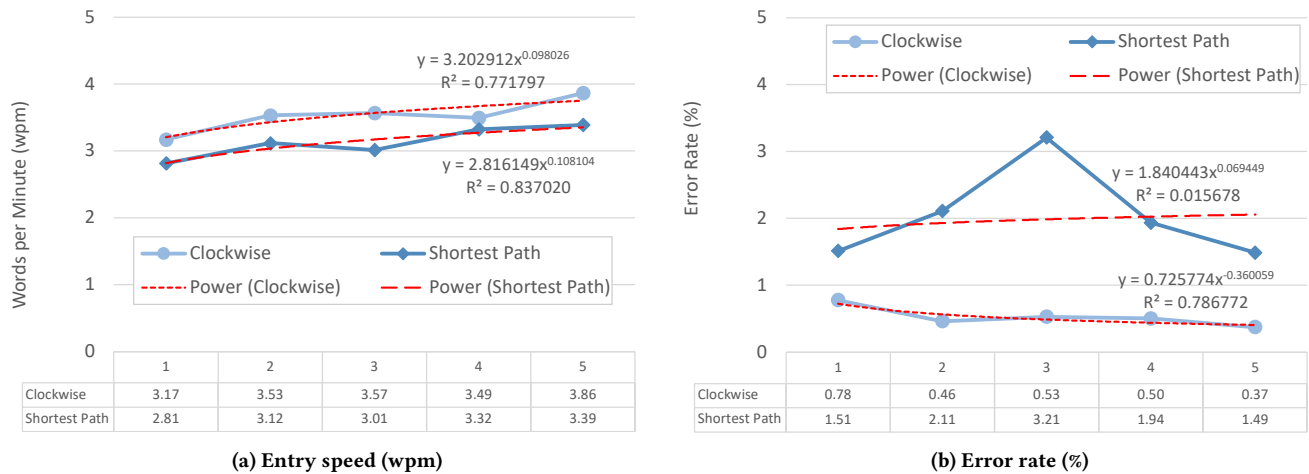 5
4
3
2
1
0
Words per Minute (wpm)
y = 3.202912x^0.098026
R² = 0.771797
y = 2.816149x^0.108104
R² = 0.837020
Clockwise Shortest Path
Power (Clockwise) Power (Shortest Path)
1 2 3 4 5
Clockwise 3.17 3.53 3.57 3.49 3.86
Shortest Path 2.81 3.12 3.01 3.32 3.39
(a) Entry speed (wpm)
5
4
3
2
1
0
Error Rate (%)
Clockwise Shortest Path
Power (Clockwise) Power (Shortest Path)
y = 1.840443x^0.069449
R² = 0.015678
y = 0.725774x^-0.360059
R² = 0.786772
1 2 3 4 5
Clockwise 0.78 0.46 0.53 0.50 0.37
Shortest Path 1.51 2.11 3.21 1.94 1.49
(b) Error rate (%)